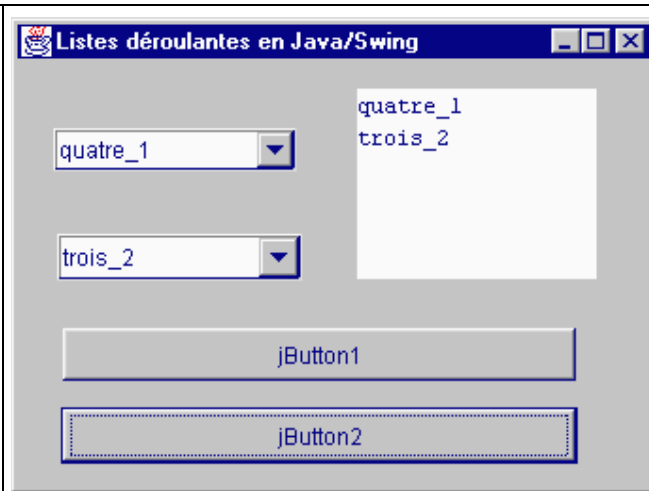 Listes déroulantes en Java/Swing
quatre_1
trois_2
quatre_1
trois_2
jButton1
jButton2